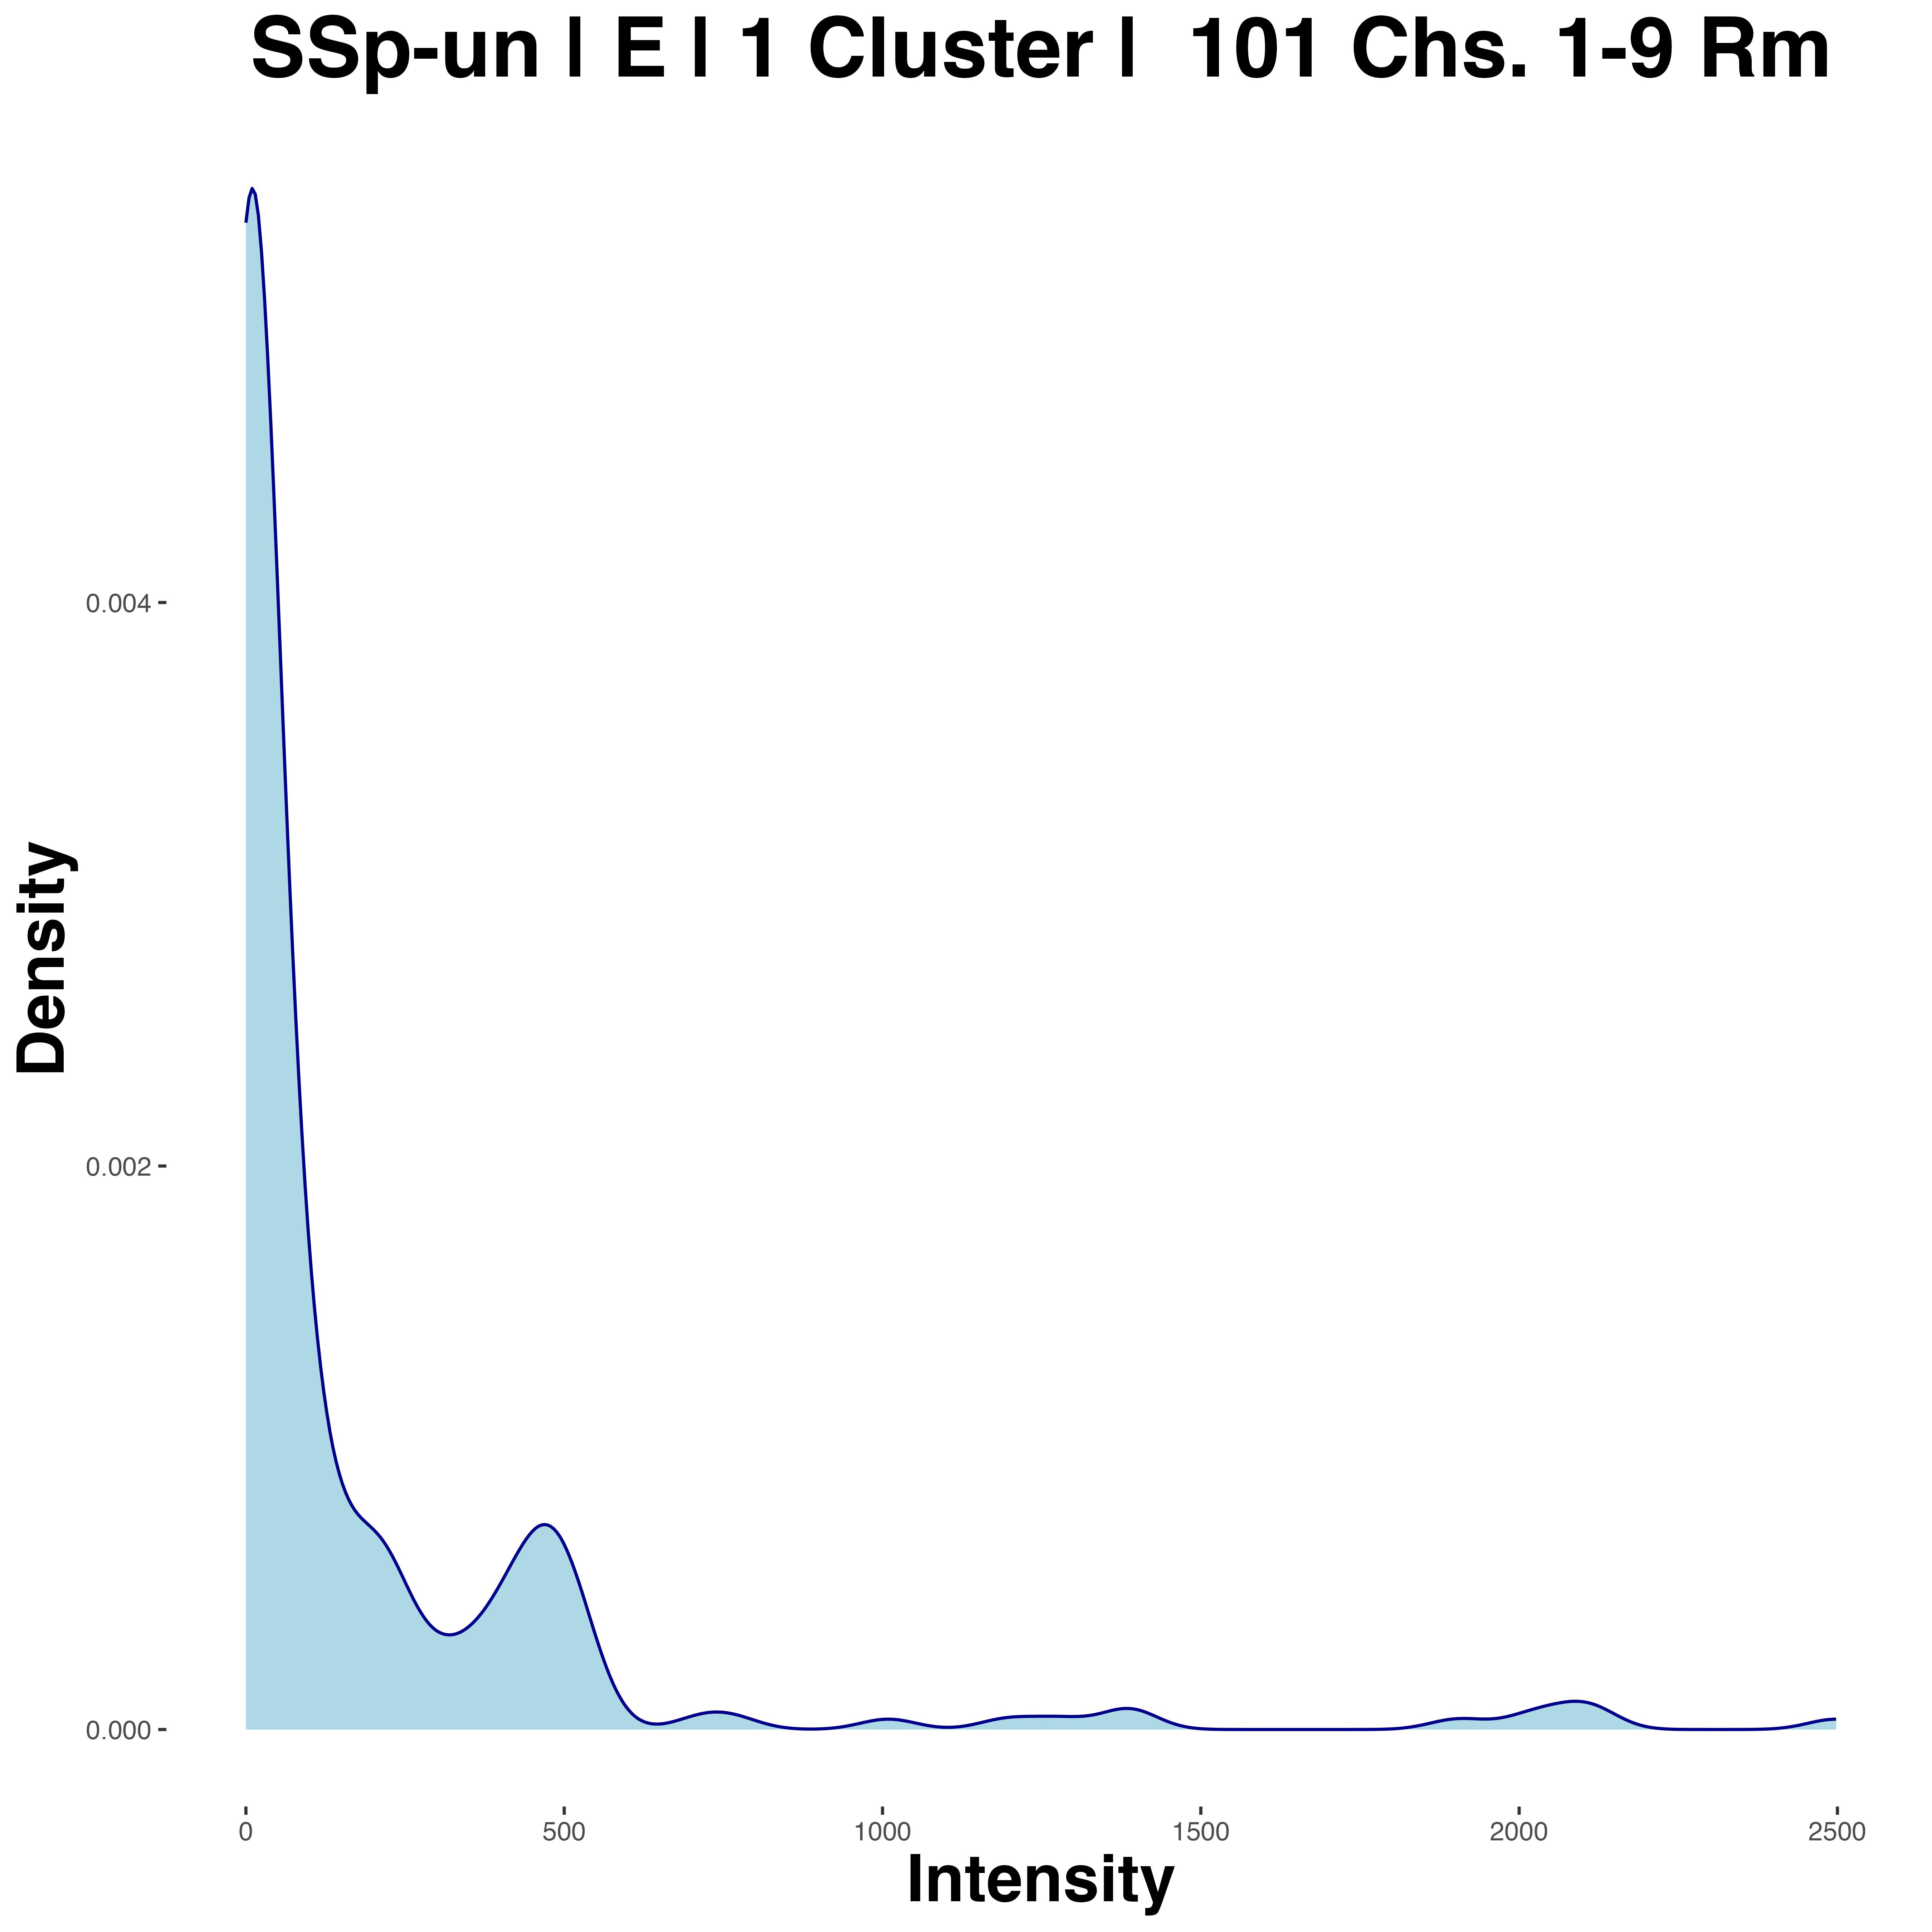 SSp-un | E | 1 Cluster |  101 Chs. 1-9 Rm
Density
0.004
0.002
0.000
0 500 1000 1500 2000 2500
Intensity